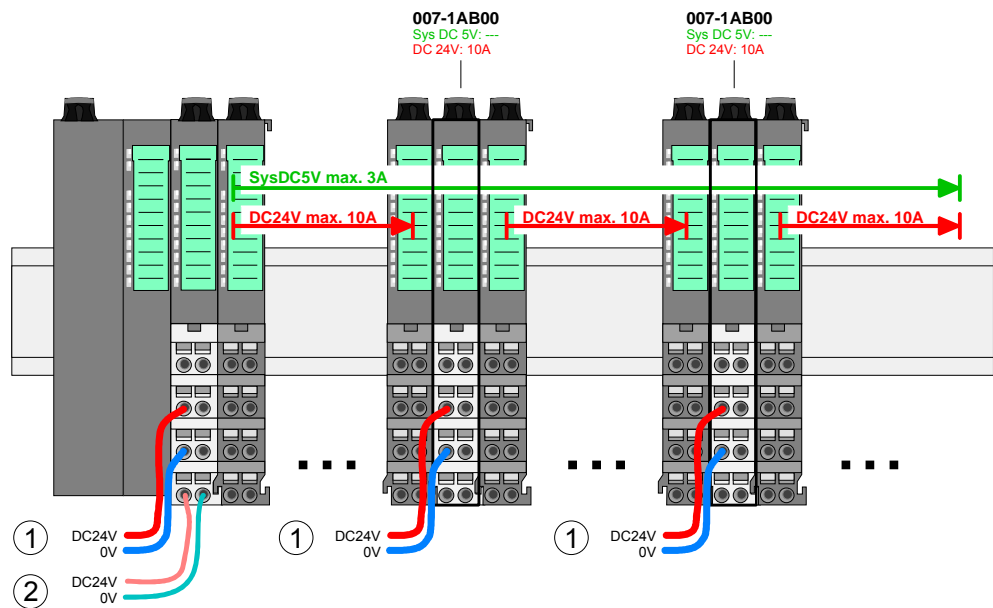 007-1AB00
Sys DC 5V: ---
DC 24V: 10A
007-1AB00
Sys DC 5V: ---
DC 24V: 10A
SysDC5V max. 3A
DC24V max. 10A
DC24V max. 10A
DC24V max. 10A
1
DC24V
0V
1
DC24V
0V
1
DC24V
0V
2
DC24V
0V